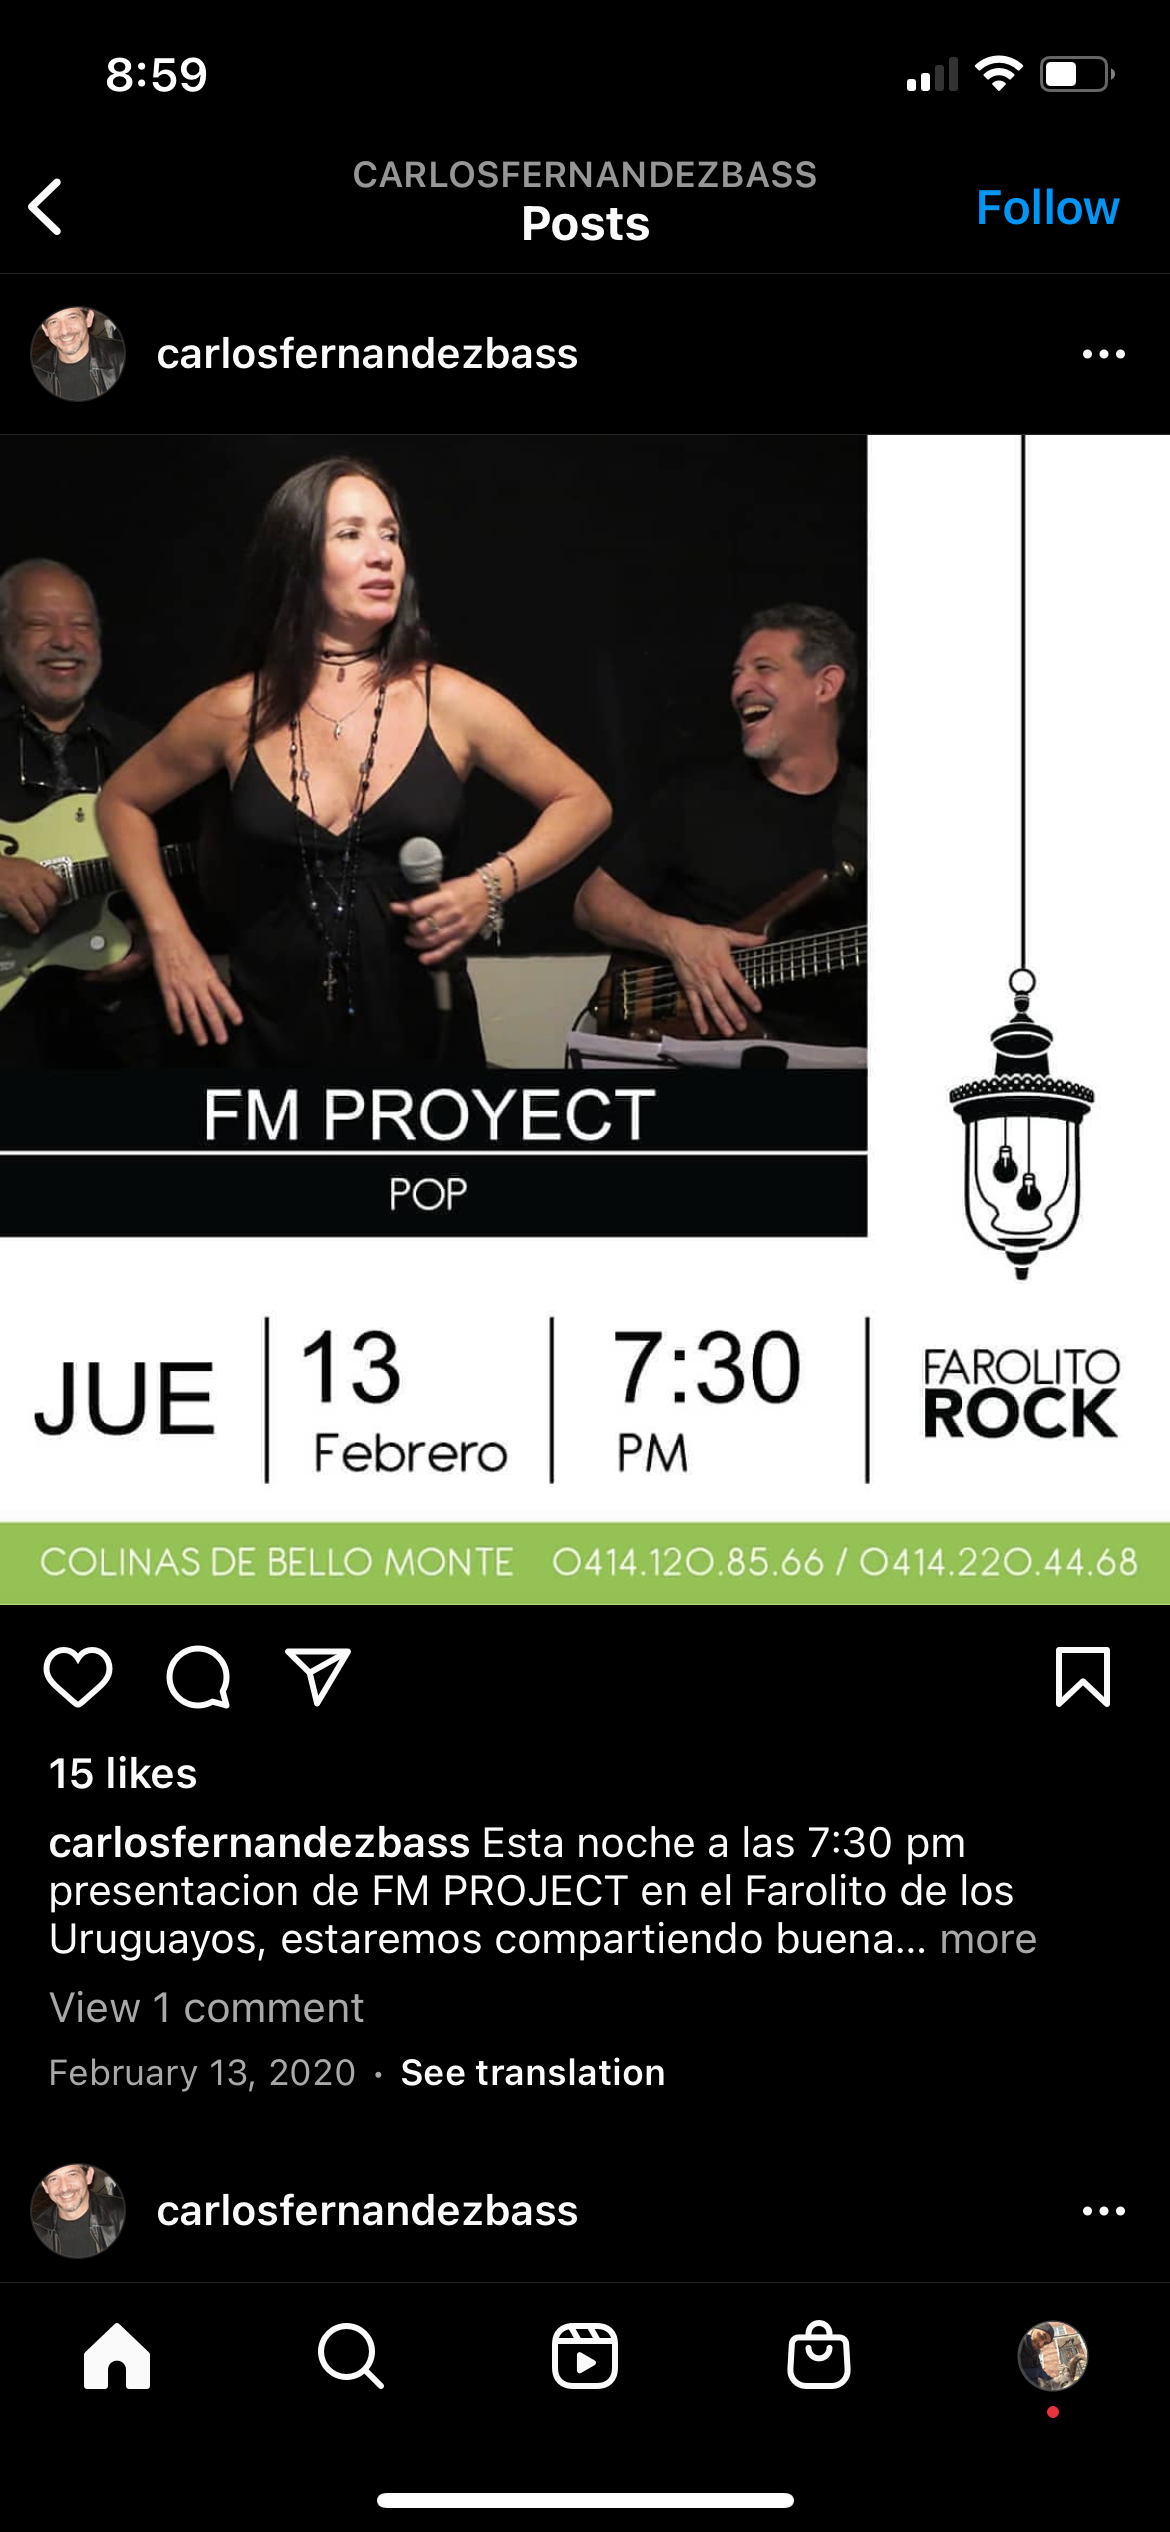 8:59
CARLOSFERNANDEZBASS
Posts
Follow
carlosfernandezbass
FM PROYECT
POP
JUE
13
Febrero
7:30
PM
FAROLITO
ROCK
COLINAS DE BELLO MONTE 0414.120.85.66 / 0414.220.44.68
15 likes
carlosfernandezbass Esta noche a las 7:30 pm
presentacion de FM PROJECT en el Farolito de los
Uruguayos, estaremos compartiendo buena... more
View 1 comment
February 13, 2020 · See translation
carlosfernandezbass